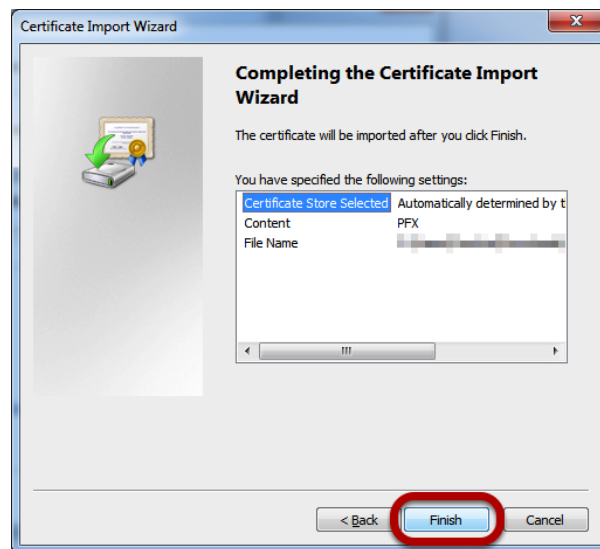 Certificate Import Wizard
Completing the Certificate Import
Wizard
The certificate will be imported after you click Finish.
You have specified the following settings:
Certificate Store Selected Automatically determined by t
Content PFX
File Name
< Back Finish Cancel